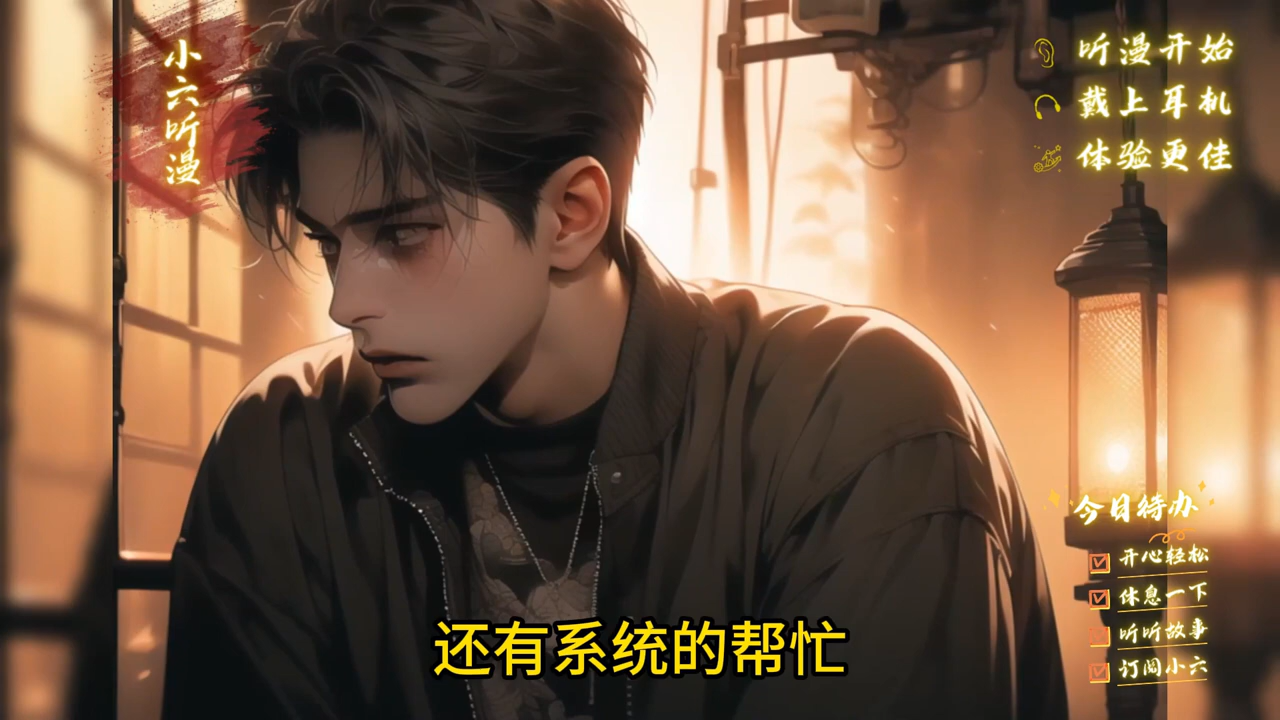 小六听漫
听漫开始
戴上耳机
体验更佳
今日待办
开心轻松
休息一下
听听故事
订阅小六
还有系统的帮忙